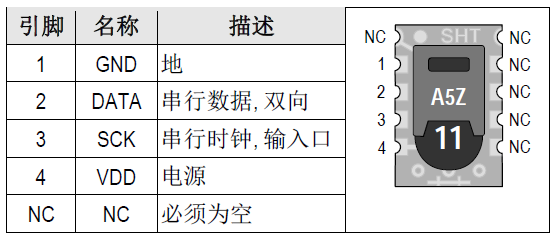 引脚 名称 描述
1 GND 地
2 DATA 串行数据,双向
3 SCK 串行时钟,输入口
4 VDD 电源
NC NC 必须为空
NC SHT NC
1 NC
2 A5Z NC
3 11 NC
4 NC